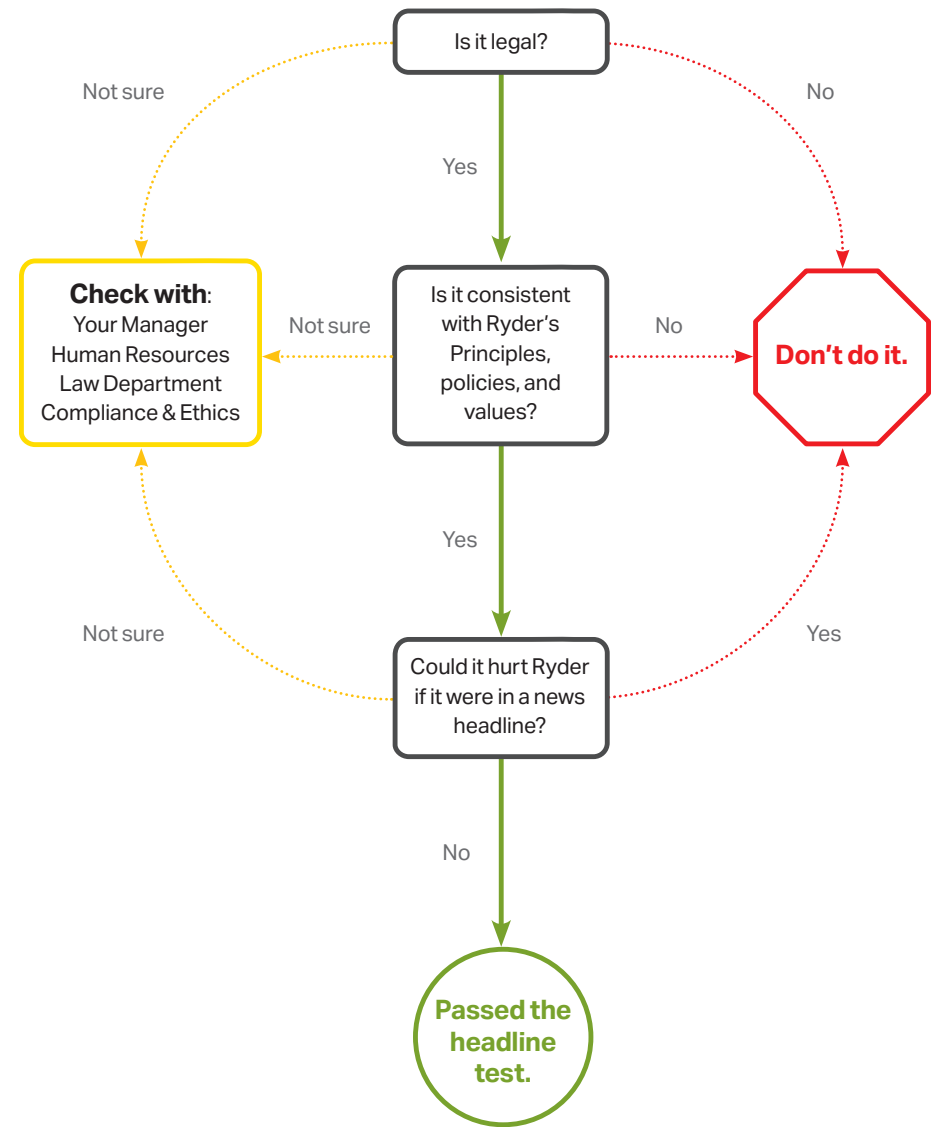 Is it legal?
Not sure
No
Yes
Check with:
Your Manager
Human Resources
Law Department
Compliance & Ethics
Not sure
Is it consistent
with Ryder’s
Principles,
policies, and
values?
No
Don’t do it.
Yes
Not sure
Yes
Could it hurt Ryder
if it were in a news
headline?
No
Passed the
headline
test.